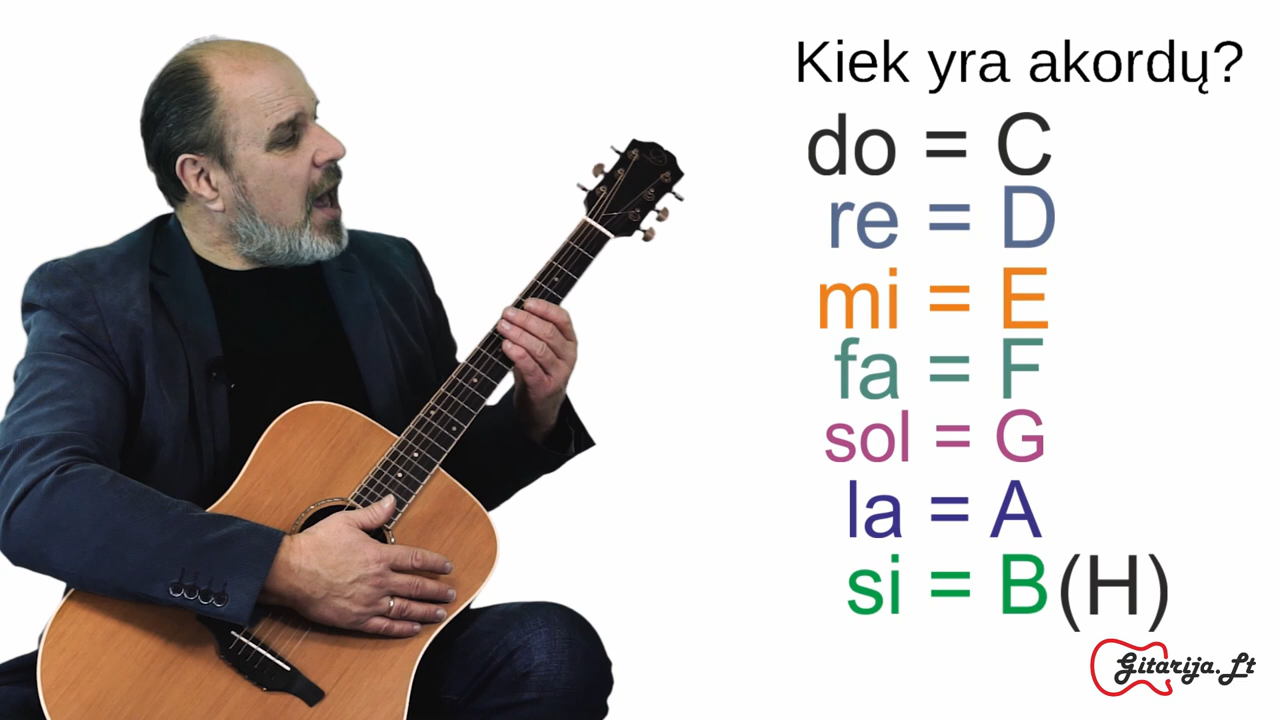 Kiek yra akordų?
do = C
re = D
mi = E
fa = F
sol = G
la = A
si = B(H)
Gitarija.Lt